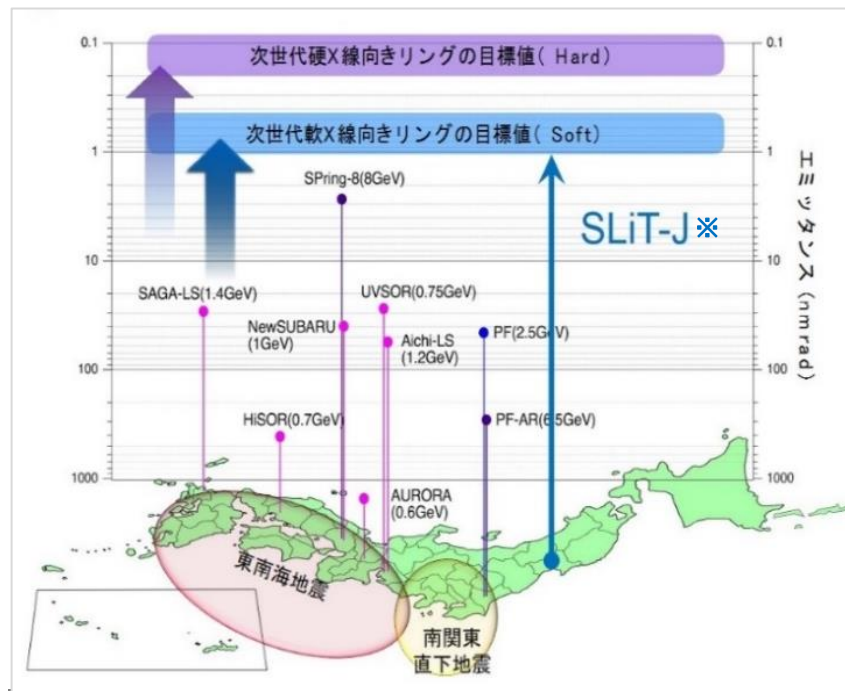 0.1
0.1
次世代硬X線向きリングの目標値( Hard)
次世代軟X線向きリングの目標値( Soft)
1
1
SPring-8(8GeV)
SLiT-J※
10
10
SAGA-LS(1.4GeV)
UVSOR(0.75GeV)
NewSUBARU
(1GeV)
Aichi-LS
(1.2GeV)
PF(2.5GeV)
100
100
HiSOR(0.7GeV)
PF-AR(6.5GeV)
1000
1000
AURORA
(0.6GeV)
エミッタンス(nmrad)
東南海地震
南関東
直下地震